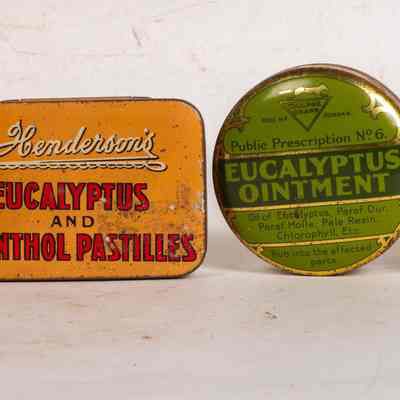 Henderson's
EUCALYPTUS
AND
NTHOL PASTILLES
Public Prescription No 6.
EUCALYPTUS
OINTMENT
Oil of Eucalyptus, Paraf Dur,
Paraf Molle, Pale Resin,
Chlorophyll, Etc.
Rub into the affected
parts.